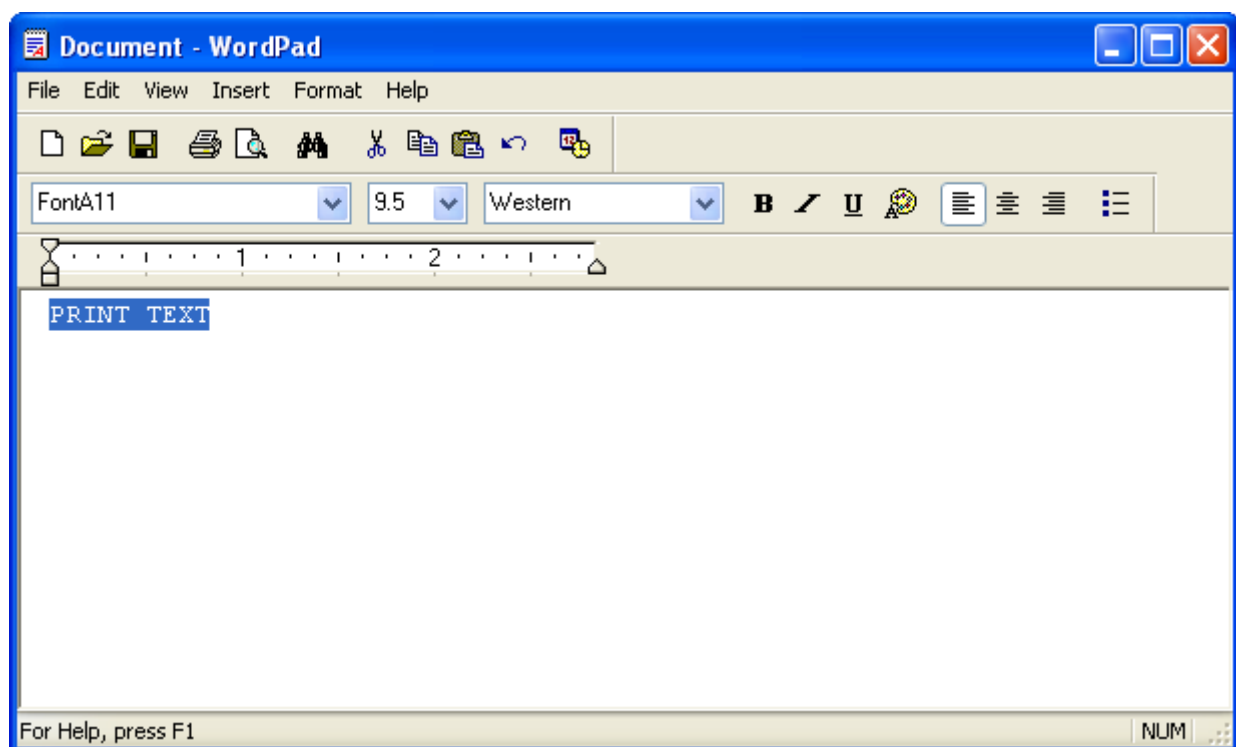 Document - WordPad
File Edit View Insert Format Help
FontA11 9.5 Western B / U A
1 2
PRINT TEXT
For Help, press F1 NUM